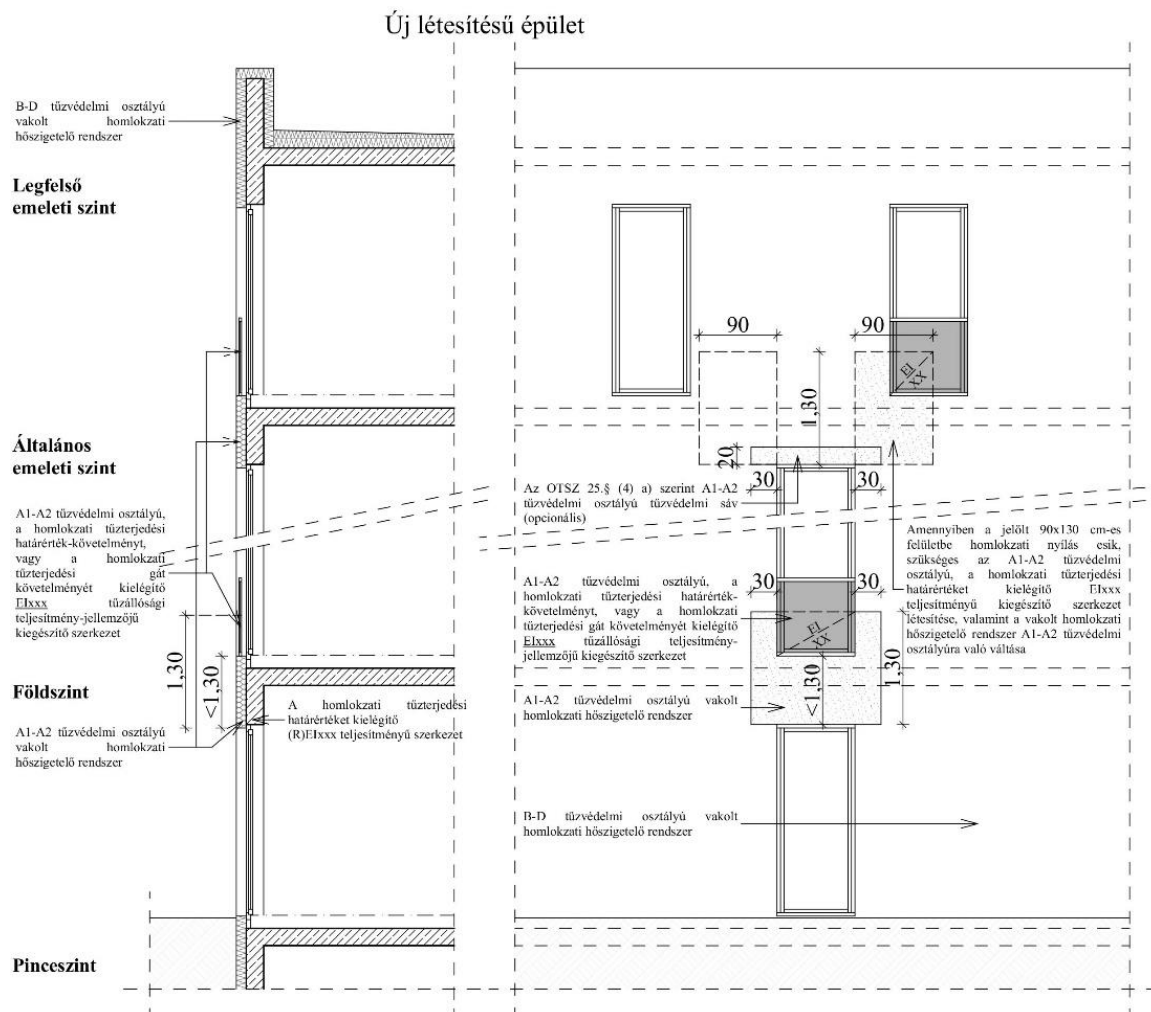 Új létesítésű épület
B-D tűzvédelmi osztályú
vakolt homlokzati
hőszigetelő rendszer
Legfelső
emeleti szint
90
90
EI
XX
1,30
Általános
emeleti szint
20
30
30
Az OTSZ 25.§ (4) a) szerint A1-A2
tűzvédelmi osztályú tűzvédelmi sáv
(opcionális)
A1-A2 tűzvédelmi osztályú,
a homlokzati tűzterjedési
határérték-követelményt,
vagy a homlokzati
tűzterjedési gát
követelményét kielégítő
EIxxx tűzállósági
teljesítmény-jellemzőjű
kiegészítő szerkezet
Amennyiben a jelölt 90x130 cm-es
felületbe homlokzati nyílás esik,
szükséges az A1-A2 tűzvédelmi
osztályú, a homlokzati tűzterjedési
határértéket kielégítő EIxxx
teljesítményű kiegészítő szerkezet
létesítése, valamint a vakolt homlokzati
hőszigetelő rendszer A1-A2 tűzvédelmi
osztályúra való váltása
A1-A2 tűzvédelmi osztályú, a
homlokzati tűzterjedési határérték-
követelményt, vagy a homlokzati
tűzterjedési gát követelményét kielégítő
EIxxx tűzállósági teljesítmény-
jellemzőjű kiegészítő szerkezet
30
30
EI
XX
1,30
<1,30
<1,30
1,30
Földszint
A1-A2 tűzvédelmi osztályú vakolt
homlokzati hőszigetelő rendszer
A homlokzati tűzterjedési
határértéket kielégítő
(R)EIxxx teljesítményű szerkezet
A1-A2 tűzvédelmi osztályú
vakolt homlokzati
hőszigetelő rendszer
B-D tűzvédelmi osztályú vakolt
homlokzati hőszigetelő rendszer
Pinceszint